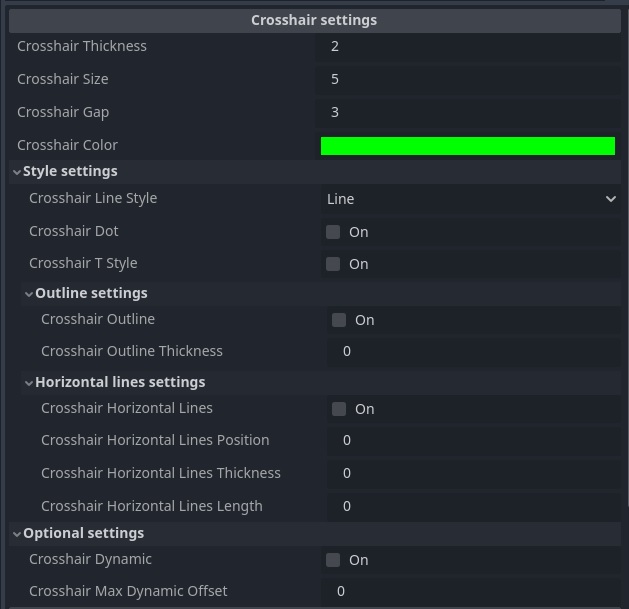 Crosshair settings
Crosshair Thickness 2
Crosshair Size 5
Crosshair Gap 3
Crosshair Color
Style settings
Crosshair Line Style Line
Crosshair Dot On
Crosshair T Style On
Outline settings
Crosshair Outline On
Crosshair Outline Thickness 0
Horizontal lines settings
Crosshair Horizontal Lines On
Crosshair Horizontal Lines Position 0
Crosshair Horizontal Lines Thickness 0
Crosshair Horizontal Lines Length 0
Optional settings
Crosshair Dynamic On
Crosshair Max Dynamic Offset 0